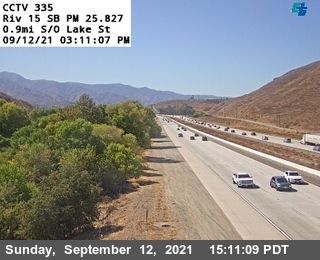 CCTV 335
Riv 15 SB PM 25.827
0.9mi S/O Lake St
09/12/21 03:11:07 PM
Sunday, September 12, 2021 15:11:09 PDT